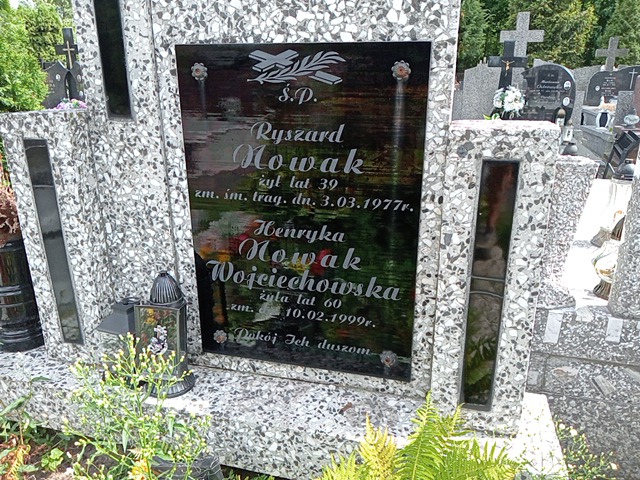 Ś.P.
Ryszard
Nowak
żył lat 39
zm. śm. trag. dn. 3.03.1977r.
Henryka
Nowak
Wojciechowska
żyła lat 60
zm. 10.02.1999r.
Pokój Ich duszom